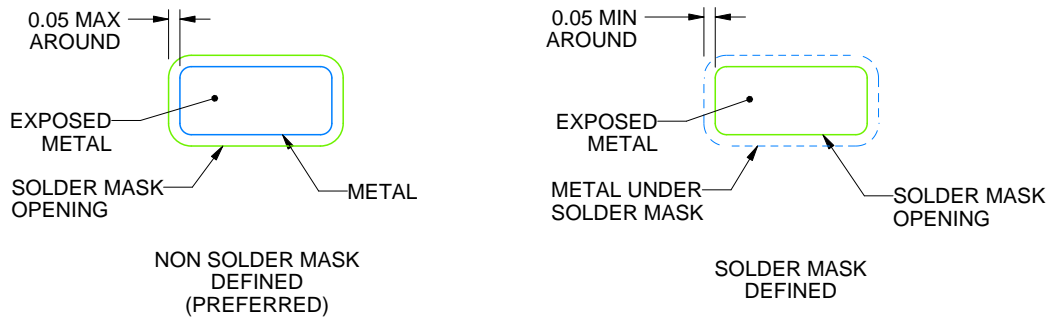 0.05 MAX
AROUND
EXPOSED
METAL
SOLDER MASK
OPENING
METAL
NON SOLDER MASK
DEFINED
(PREFERRED)
0.05 MIN
AROUND
EXPOSED
METAL
METAL UNDER
SOLDER MASK
SOLDER MASK
OPENING
SOLDER MASK
DEFINED